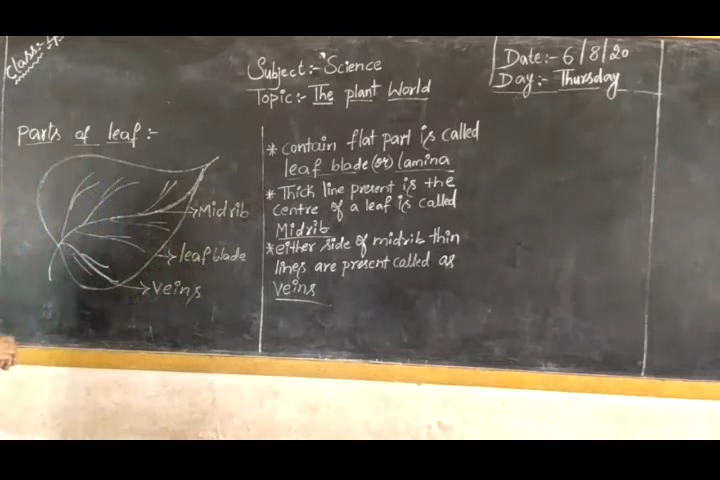 Class:- 4
Subject:- Science
Topic:- The plant World
Date:- 6/8/20
Day:- Thursday
parts of leaf:-
Midrib
leaf blade
veins
* contain flat part is called
leaf blade (or) lamina
* Thick line present is the
centre of a leaf is called
Midrib
* either side of midrib thin
lines are present called as
veins